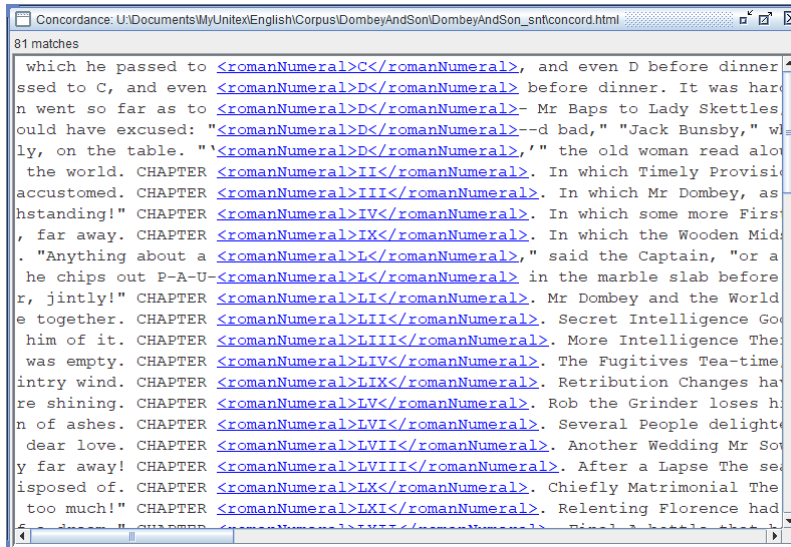 Concordance: U:\Documents\MyUnitex\English\Corpus\DombeyAndSon\DombeyAndSon_snt\concord.html
81 matches
which he passed to <romanNumeral>C</romanNumeral>, and even D before dinner
ssed to C, and even <romanNumeral>D</romanNumeral> before dinner. It was hard
n went so far as to <romanNumeral>D</romanNumeral>- Mr Baps to Lady Skettles,
ould have excused: "<romanNumeral>D</romanNumeral>--d bad," "Jack Bunsby," wh
ly, on the table. "'<romanNumeral>D</romanNumeral>,'" the old woman read alou
the world. CHAPTER <romanNumeral>II</romanNumeral>. In which Timely Provisi
accustomed. CHAPTER <romanNumeral>III</romanNumeral>. In which Mr Dombey, as
hstanding!" CHAPTER <romanNumeral>IV</romanNumeral>. In which some more Firs
, far away. CHAPTER <romanNumeral>IX</romanNumeral>. In which the Wooden Mids
. "Anything about a <romanNumeral>L</romanNumeral>," said the Captain, "or a
he chips out P-A-U-<romanNumeral>L</romanNumeral> in the marble slab before
r, jintly!" CHAPTER <romanNumeral>LI</romanNumeral>. Mr Dombey and the World
e together. CHAPTER <romanNumeral>LII</romanNumeral>. Secret Intelligence Go
him of it. CHAPTER <romanNumeral>LIII</romanNumeral>. More Intelligence The
was empty. CHAPTER <romanNumeral>LIV</romanNumeral>. The Fugitives Tea-time,
intry wind. CHAPTER <romanNumeral>LIX</romanNumeral>. Retribution Changes hav
re shining. CHAPTER <romanNumeral>LV</romanNumeral>. Rob the Grinder loses hi
n of ashes. CHAPTER <romanNumeral>LVI</romanNumeral>. Several People delighte
dear love. CHAPTER <romanNumeral>LVII</romanNumeral>. Another Wedding Mr Sow
y far away! CHAPTER <romanNumeral>LVIII</romanNumeral>. After a Lapse The sea
isposed of. CHAPTER <romanNumeral>LX</romanNumeral>. Chiefly Matrimonial The
too much!" CHAPTER <romanNumeral>LXI</romanNumeral>. Relenting Florence had